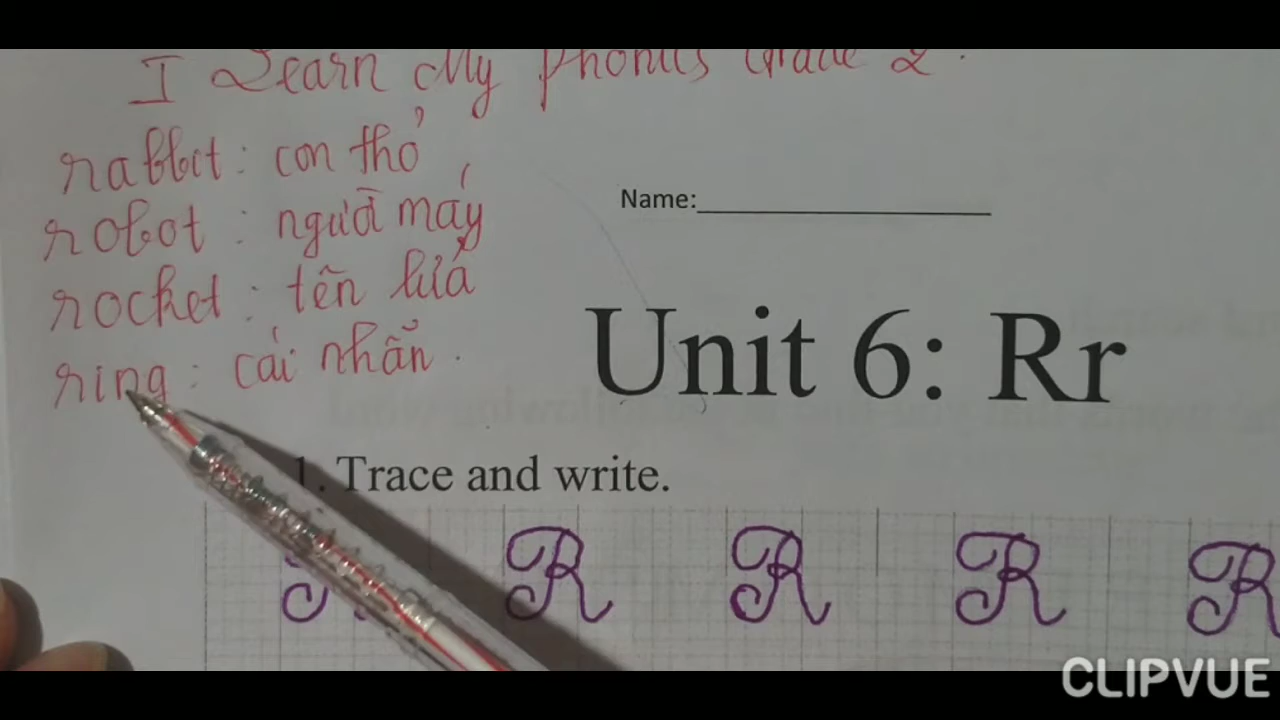 I Learn My Phonics Grade 2.
rabbit: con thỏ
robot: người máy
rocket: tên lửa
ring: cái nhẫn.
Name:
Unit 6: Rr
1. Trace and write.
R R R R R
CLIPVUE